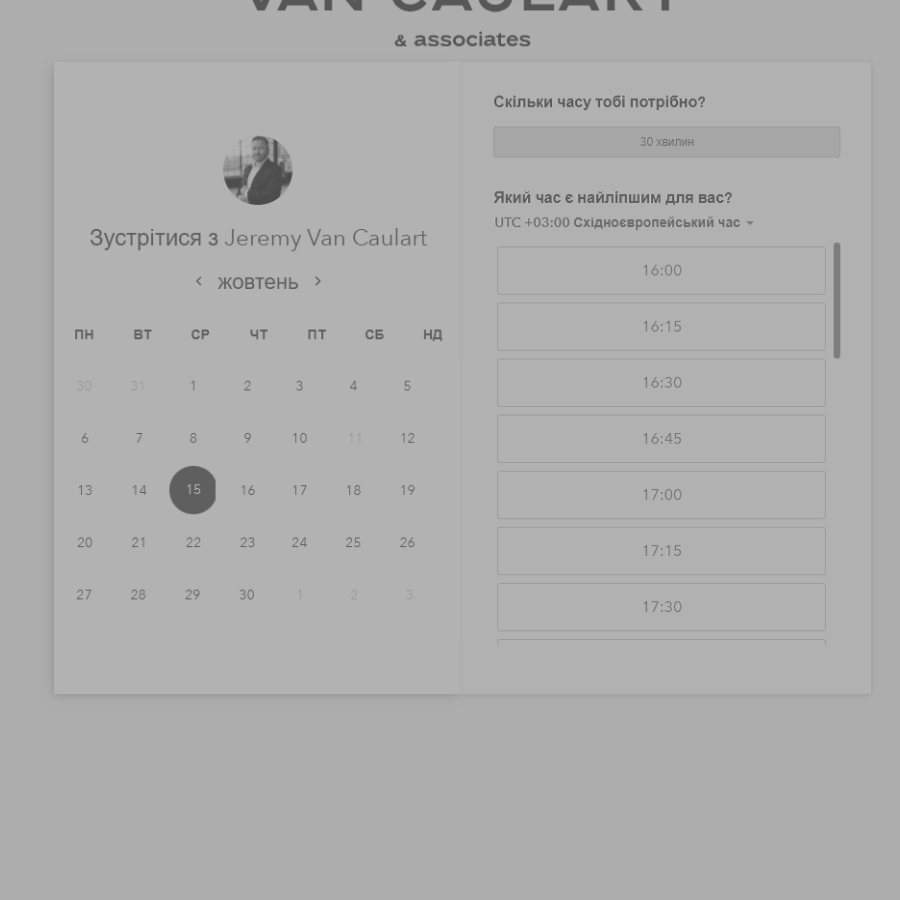 VAN CAULART
& associates
Зустрітися з Jeremy Van Caulart
жовтень
ПН ВТ СР ЧТ ПТ СБ НД
30 31 1 2 3 4 5
6 7 8 9 10 11 12
13 14 15 16 17 18 19
20 21 22 23 24 25 26
27 28 29 30 1 2 3
Скільки часу тобі потрібно?
30 хвилин
Який час є найліпшим для вас?
UTC +03:00 Східноєвропейський час
16:00
16:15
16:30
16:45
17:00
17:15
17:30